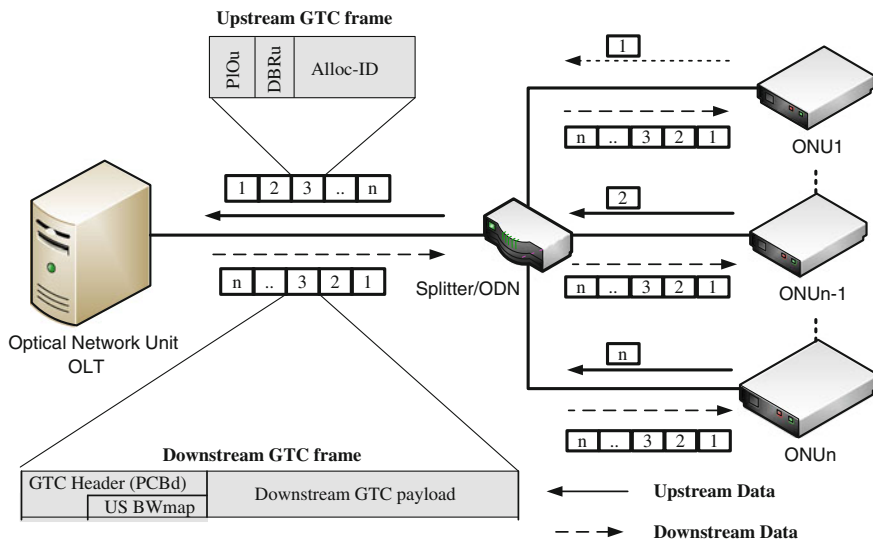 Upstream GTC frame
PlOu
DBRu
Alloc-ID
1 2 3 .. n
1
n .. 3 2 1
ONU1
2
n .. 3 2 1
ONUn-1
n .. 3 2 1
Splitter/ODN
Optical Network Unit
OLT
n
n .. 3 2 1
ONUn
Downstream GTC frame
GTC Header (PCBd)
US BWmap
Downstream GTC payload
Upstream Data
Downstream Data